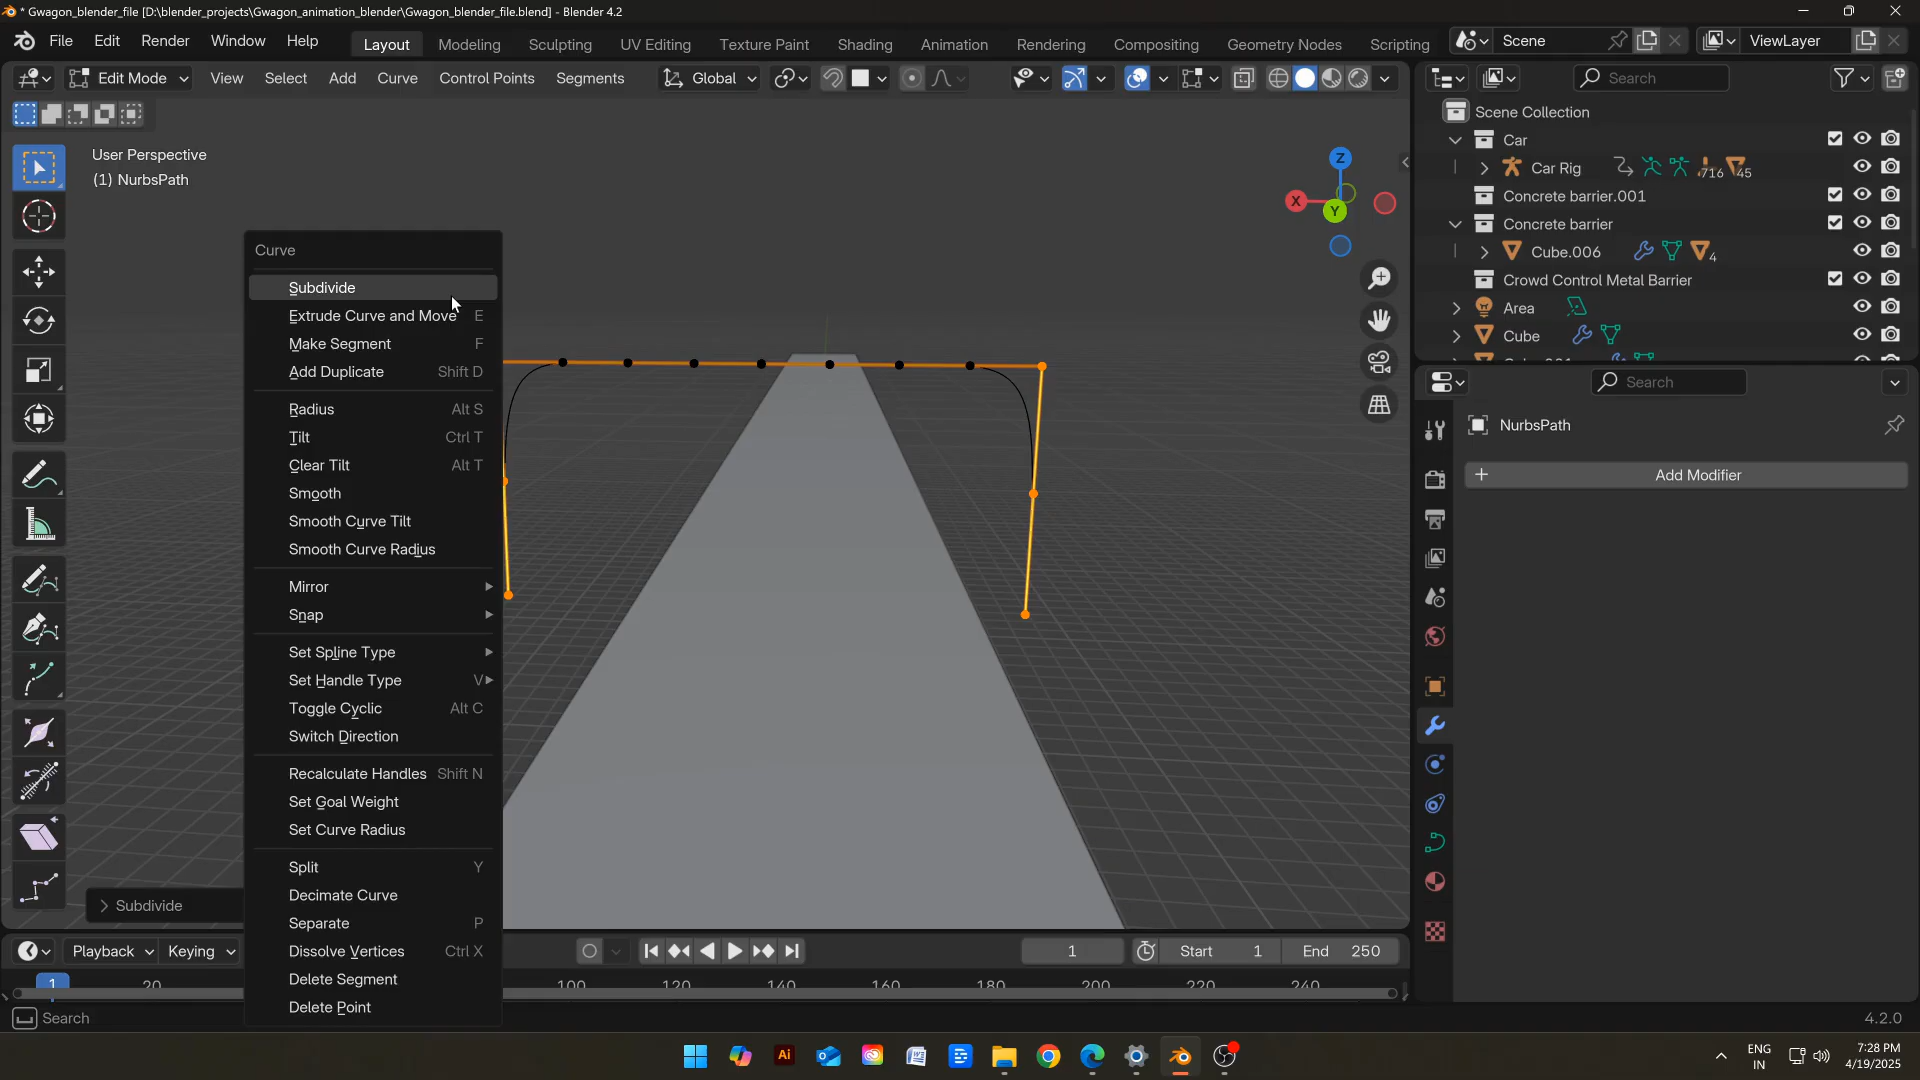 * Gwagon_blender_file [D:\blender_projects\Gwagon_animation_blender\Gwagon_blender_file.blend] - Blender 4.2
File Edit Render Window Help Layout Modeling Sculpting UV Editing Texture Paint Shading Animation Rendering Compositing Geometry Nodes Scripting Scene ViewLayer
Edit Mode View Select Add Curve Control Points Segments Global Search
User Perspective
(1) NurbsPath
Z
X
Y
Scene Collection
Car
Car Rig 716 45
Concrete barrier.001
Concrete barrier
Cube.006 4
Crowd Control Metal Barrier
Area
Cube
Curve
Subdivide
Extrude Curve and Move E
Make Segment F
Add Duplicate Shift D
Radius Alt S
Tilt Ctrl T
Clear Tilt Alt T
Smooth
Smooth Curve Tilt
Smooth Curve Radius
Mirror
Snap
Set Spline Type
Set Handle Type V
Toggle Cyclic Alt C
Switch Direction
Recalculate Handles Shift N
Set Goal Weight
Set Curve Radius
Split Y
Decimate Curve
Separate P
Dissolve Vertices Ctrl X
Delete Segment
Delete Point
Search
NurbsPath
Add Modifier
Subdivide
Playback Keying 1 Start 1 End 250
1 20 100 120 140 160 180 200 220 240
Search 4.2.0
Ai
ENG
IN
7:28 PM
4/19/2025